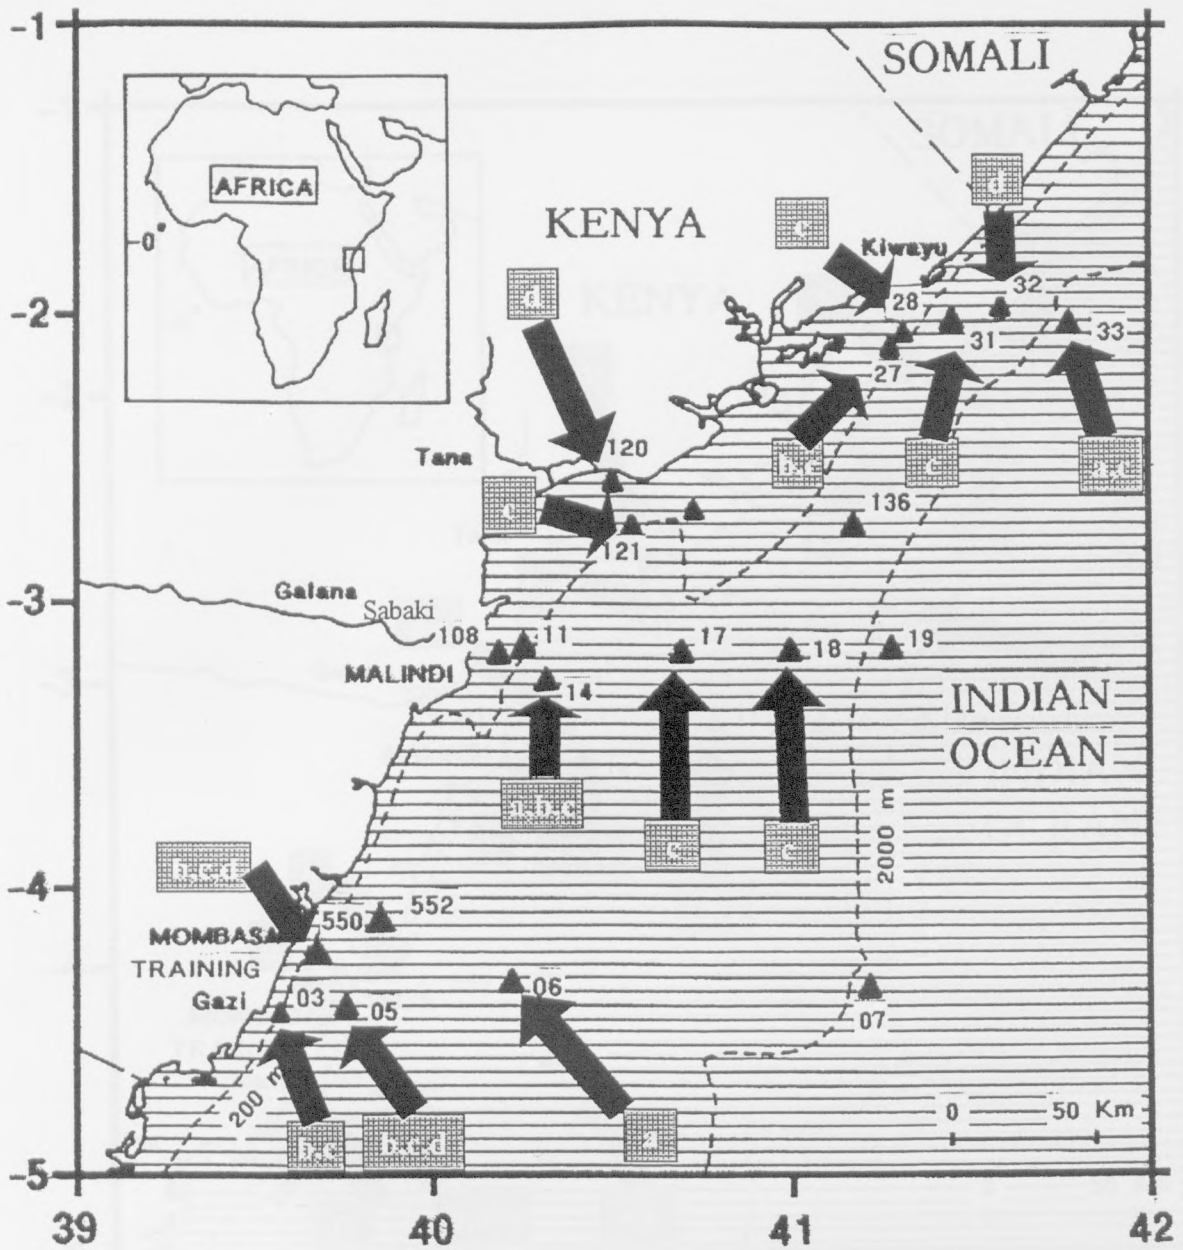 -1
SOMALI
AFRICA
0°
d
KENYA
c
Kiwayu
d
-2
28
32
31
33
27
120
Tana
b.c
c
a.c
136
121
-3
Galana
Sabaki
108
11
17
18
19
MALINDI
14
INDIAN
OCEAN
a.b.c
c
c
2000 m
b.c.d
-4
552
550
MOMBASA
TRAINING
06
Gazi
03
05
07
200 m
0 50 Km
b.c
b.c.d
a
-5
39
40
41
42